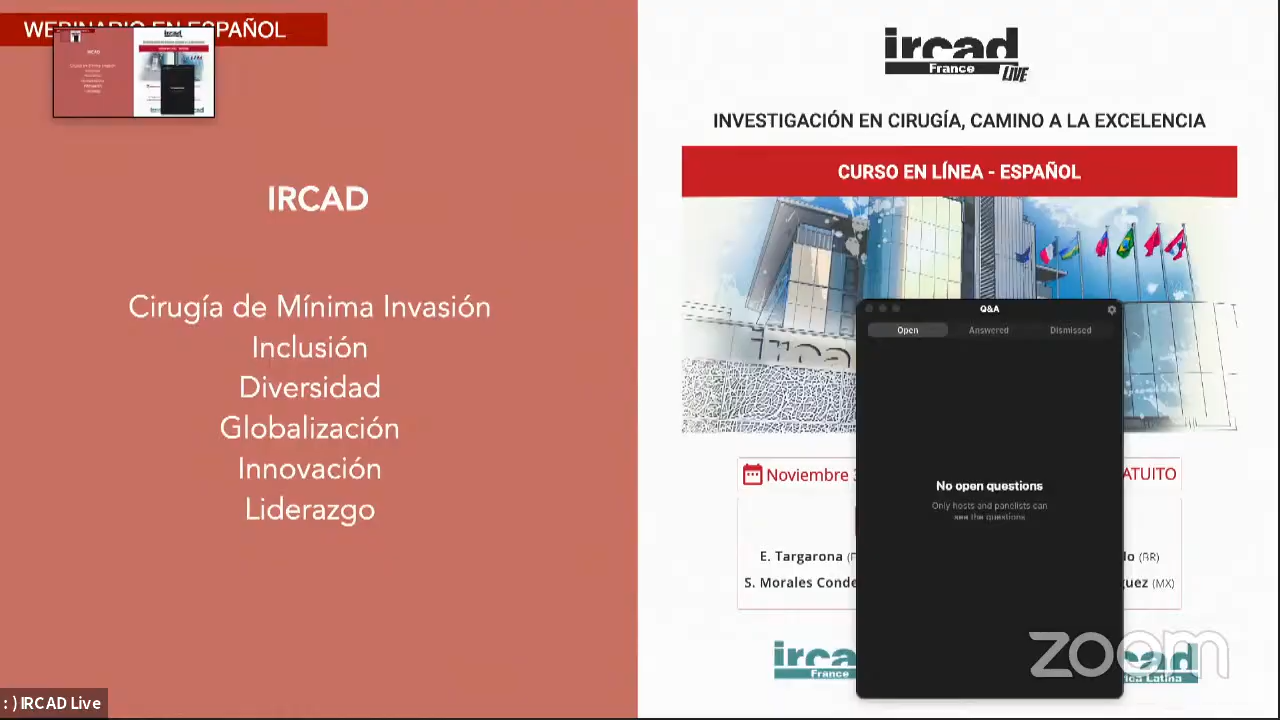 WEBINARIO EN ESPAÑOL
IRCAD
Cirugía de Mínima Invasión
Inclusión
Diversidad
Globalización
Innovación
Liderazgo
: ) IRCAD Live
ircad
France
LIVE
INVESTIGACIÓN EN CIRUGÍA, CAMINO A LA EXCELENCIA
CURSO EN LÍNEA - ESPAÑOL
Noviembre
E. Targarona
(BR)
S. Morales Conde
(MX)
Q&A
Open Answered Dismissed
No open questions
Only hosts and panelists can
see the questions
ircad
France
zoom